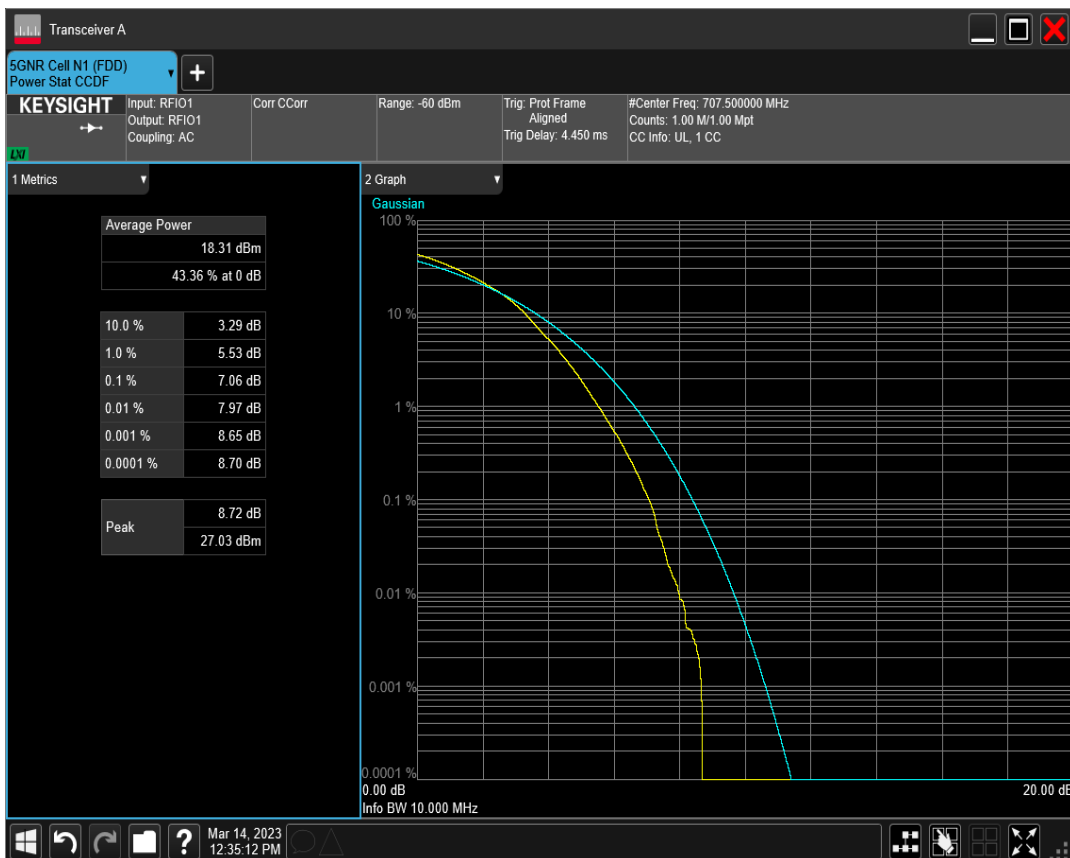 Transceiver A
5GNR Cell N1 (FDD)
Power Stat CCDF
KEYSIGHT
LXI
Input: RFIO1
Output: RFIO1
Coupling: AC
Corr CCorr
Range: -60 dBm
Trig: Prot Frame
Aligned
Trig Delay: 4.450 ms
#Center Freq: 707.500000 MHz
Counts: 1.00 M/1.00 Mpt
CC Info: UL, 1 CC
1 Metrics
Average Power
18.31 dBm
43.36 % at 0 dB
10.0 % 3.29 dB
1.0 % 5.53 dB
0.1 % 7.06 dB
0.01 % 7.97 dB
0.001 % 8.65 dB
0.0001 % 8.70 dB
Peak 8.72 dB
27.03 dBm
2 Graph
Gaussian
100 %
10 %
1 %
0.1 %
0.01 %
0.001 %
0.0001 %
0.00 dB 20.00 dB
Info BW 10.000 MHz
?
Mar 14, 2023
12:35:12 PM